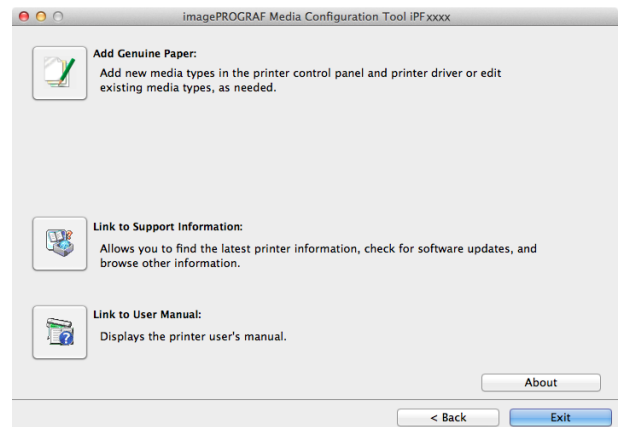 imagePROGRAF Media Configuration Tool iPFxxxx
Add Genuine Paper:
Add new media types in the printer control panel and printer driver or edit
existing media types, as needed.
Link to Support Information:
Allows you to find the latest printer information, check for software updates, and
browse other information.
Link to User Manual:
Displays the printer user's manual.
About
< Back
Exit